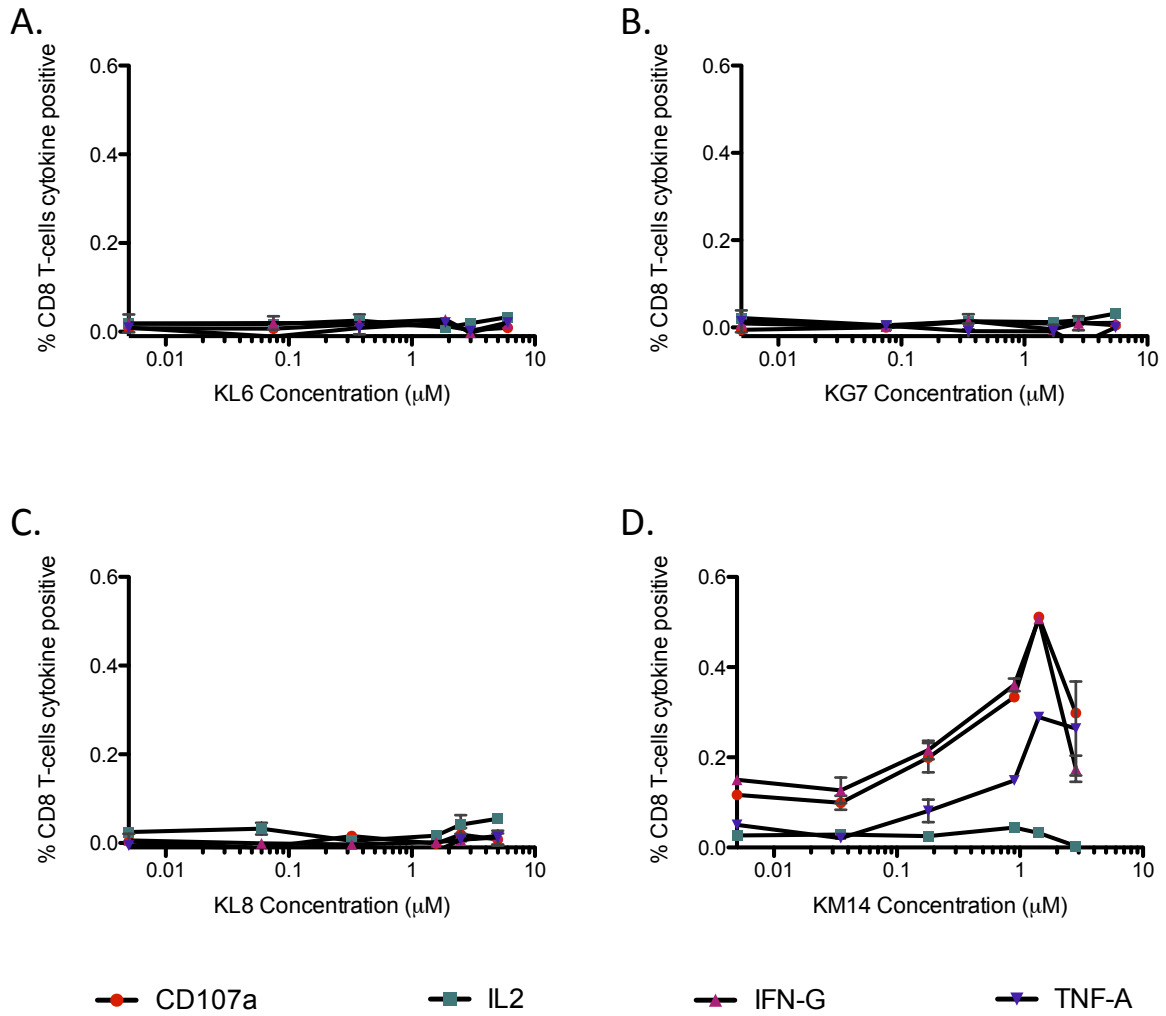 A.
% CD8 T-cells cytokine positive
0.6
0.4
0.2
0.0
0.01 0.1 1 10
KL6 Concentration (μM)
B.
% CD8 T-cells cytokine positive
0.6
0.4
0.2
0.0
0.01 0.1 1 10
KG7 Concentration (μM)
C.
% CD8 T-cells cytokine positive
0.6
0.4
0.2
0.0
0.01 0.1 1 10
KL8 Concentration (μM)
D.
% CD8 T-cells cytokine positive
0.6
0.4
0.2
0.0
0.01 0.1 1 10
KM14 Concentration (μM)
CD107a IL2 IFN-G TNF-A